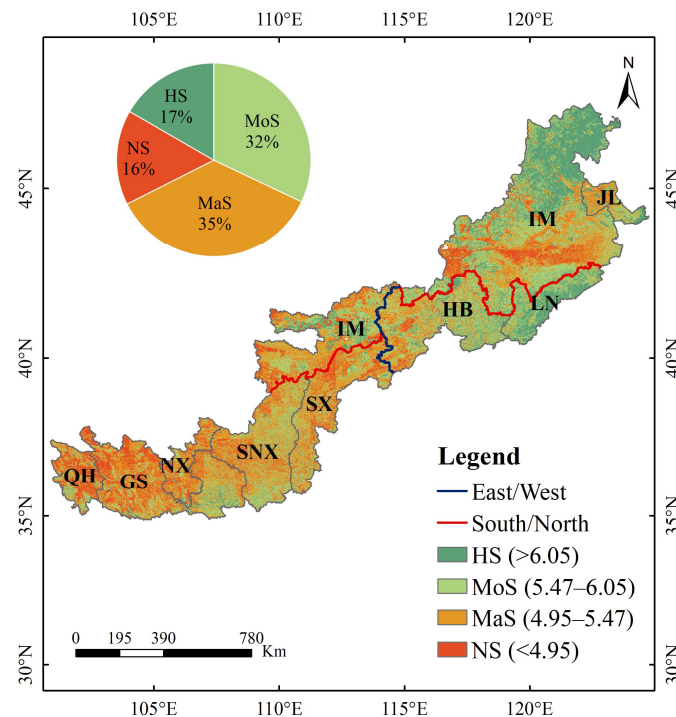 105°E 110°E 115°E 120°E
N
HS
17%
MoS
32%
NS
16%
MaS
35%
45°N
45°N
JL
IM
HB
LN
IM
40°N
40°N
SX
SNX
NX
QH
GS
35°N
35°N
Legend
East/West
South/North
HS (>6.05)
MoS (5.47–6.05)
MaS (4.95–5.47)
NS (<4.95)
0 195 390 780
Km
30°N
30°N
105°E 110°E 115°E 120°E